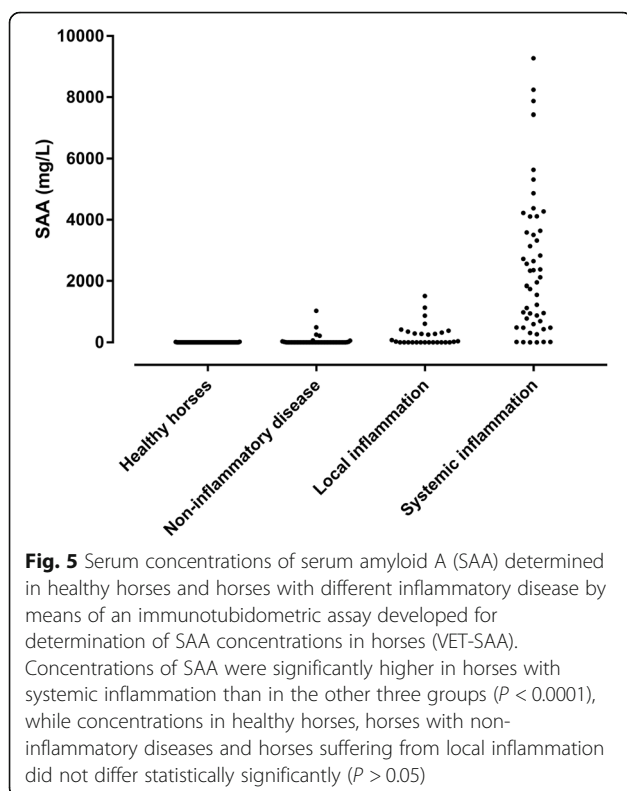 10000
8000
6000
4000
2000
0
SAA (mg/L)
Healthy horses
Non-inflammatory disease
Local inflammation
Systemic inflammation
Fig. 5 Serum concentrations of serum amyloid A (SAA) determined
in healthy horses and horses with different inflammatory disease by
means of an immunotubidometric assay developed for
determination of SAA concentrations in horses (VET-SAA).
Concentrations of SAA were significantly higher in horses with
systemic inflammation than in the other three groups (P < 0.0001),
while concentrations in healthy horses, horses with non-
inflammatory diseases and horses suffering from local inflammation
did not differ statistically significantly (P > 0.05)